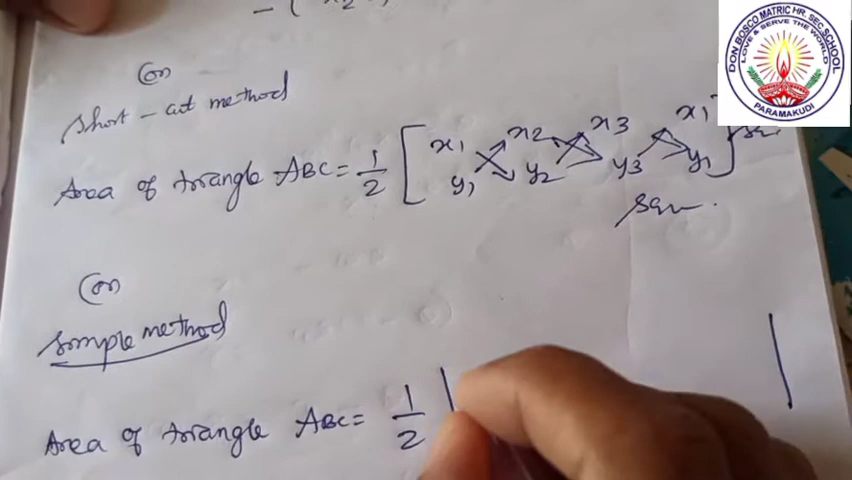 (or)
Short - cut method
Area of triangle ABC = 1/2 [ x1 x2 x3 x1
y1 y2 y3 y1 ]
squ.
(or)
Simple method
Area of triangle ABC = 1/2 |
DON BOSCO MATRIC HR. SEC. SCHOOL
LOVE & SERVE THE WORLD
PARAMAKUDI